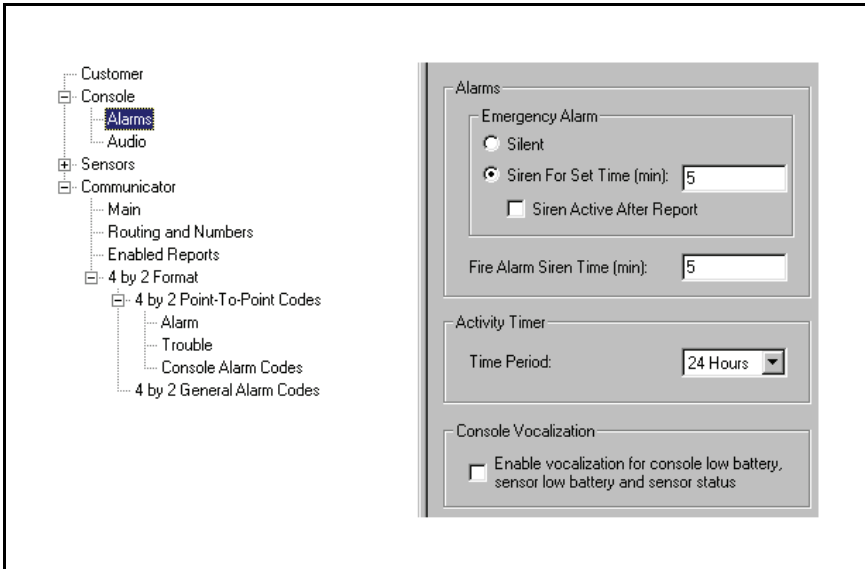 Customer
Console
Alarms
Audio
Sensors
Communicator
Main
Routing and Numbers
Enabled Reports
4 by 2 Format
4 by 2 Point-To-Point Codes
Alarm
Trouble
Console Alarm Codes
4 by 2 General Alarm Codes
Alarms
Emergency Alarm
Silent
Siren For Set Time (min): 5
Siren Active After Report
Fire Alarm Siren Time (min): 5
Activity Timer
Time Period: 24 Hours
Console Vocalization
Enable vocalization for console low battery,
sensor low battery and sensor status